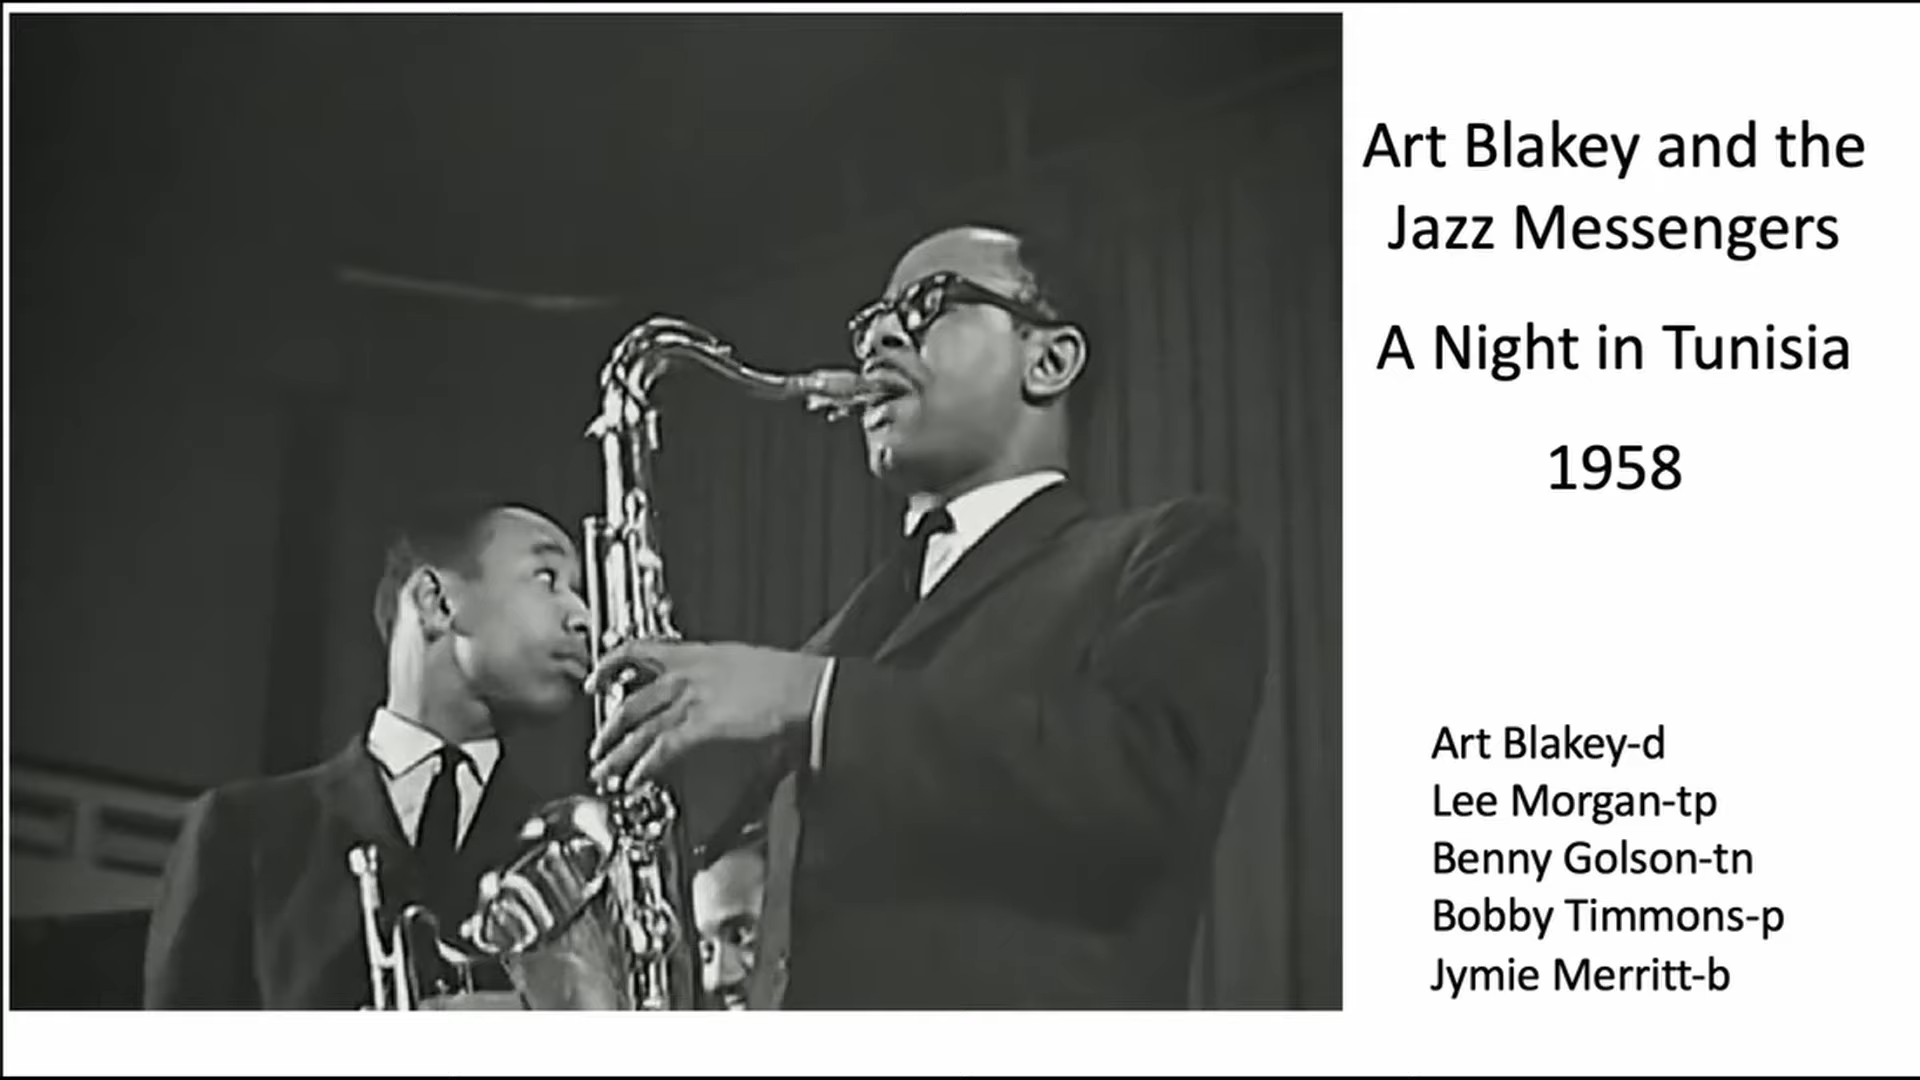 Art Blakey and the
Jazz Messengers
A Night in Tunisia
1958
Art Blakey-d
Lee Morgan-tp
Benny Golson-tn
Bobby Timmons-p
Jymie Merritt-b